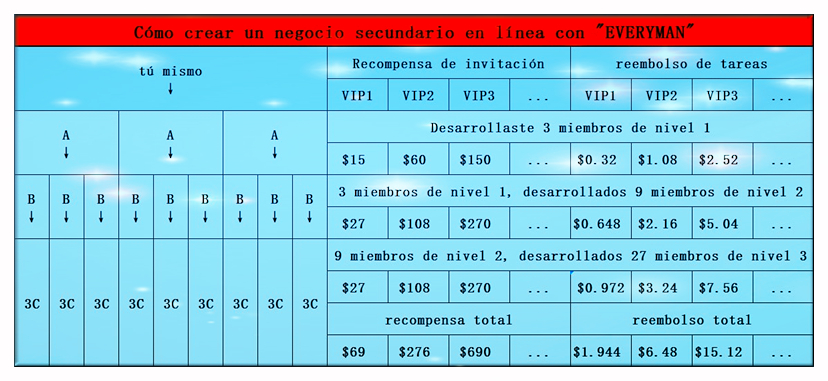 Cómo crear un negocio secundario en línea con "EVERYMAN"
tú mismo
↓
Recompensa de invitación
reembolso de tareas
VIP1 VIP2 VIP3 ... VIP1 VIP2 VIP3 ...
A A A
↓ ↓ ↓
Desarrollaste 3 miembros de nivel 1
$15 $60 $150 ... $0.32 $1.08 $2.52 ...
B B B B B B B B B
↓ ↓ ↓ ↓ ↓ ↓ ↓ ↓ ↓
3 miembros de nivel 1, desarrollados 9 miembros de nivel 2
$27 $108 $270 ... $0.648 $2.16 $5.04 ...
3C 3C 3C 3C 3C 3C 3C 3C 3C
9 miembros de nivel 2, desarrollados 27 miembros de nivel 3
$27 $108 $270 ... $0.972 $3.24 $7.56 ...
recompensa total
reembolso total
$69 $276 $690 ... $1.944 $6.48 $15.12 ...